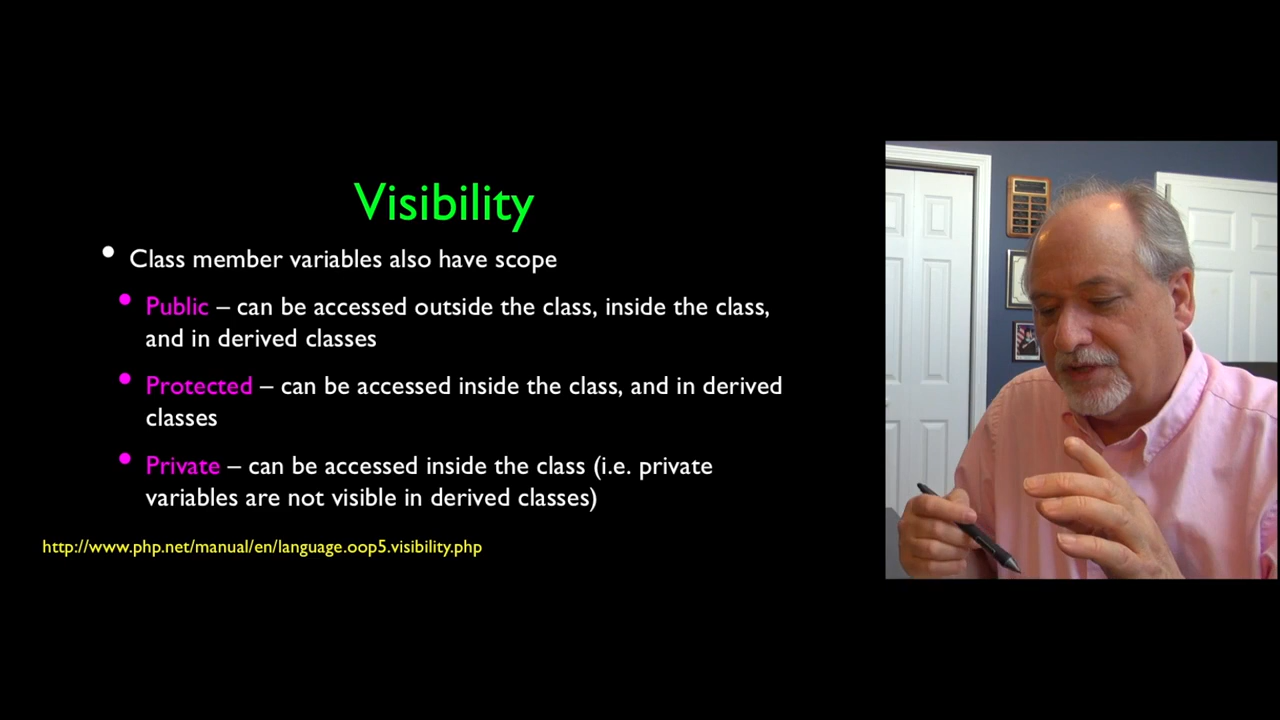 Visibility
• Class member variables also have scope
• Public – can be accessed outside the class, inside the class,
and in derived classes
• Protected – can be accessed inside the class, and in derived
classes
• Private – can be accessed inside the class (i.e. private
variables are not visible in derived classes)
http://www.php.net/manual/en/language.oop5.visibility.php